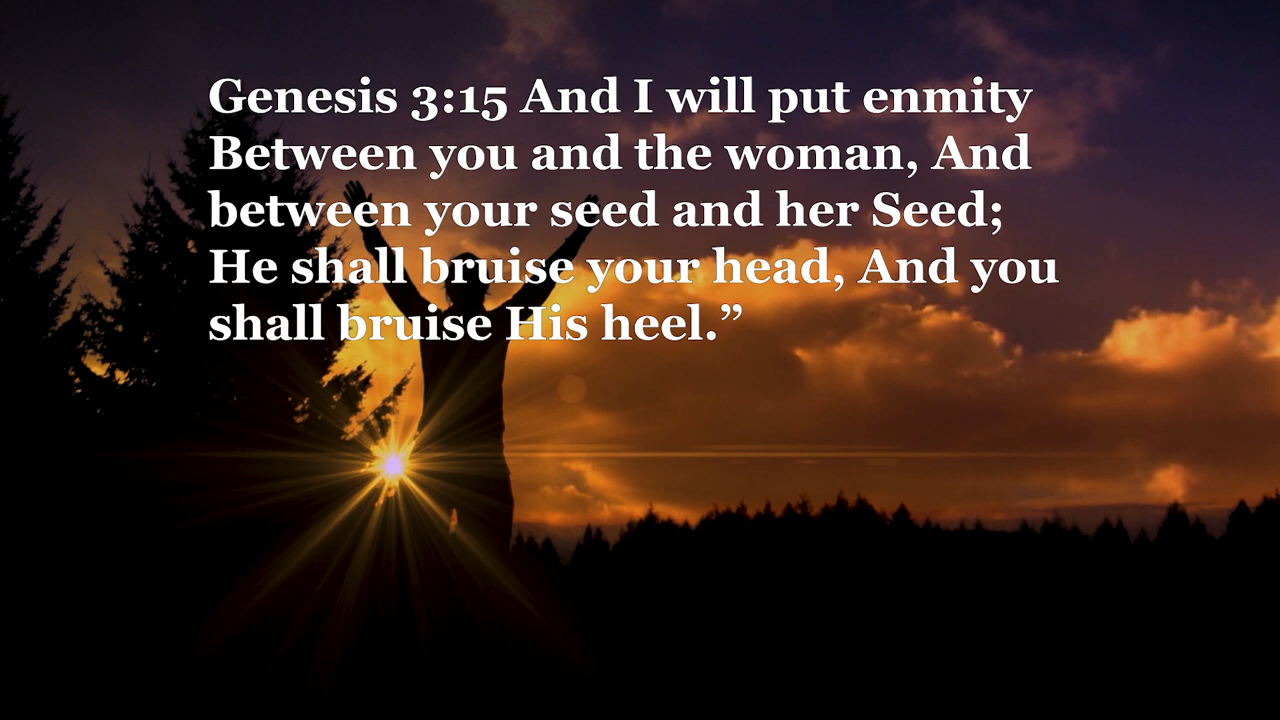 Genesis 3:15 And I will put enmity
Between you and the woman, And
between your seed and her Seed;
He shall bruise your head, And you
shall bruise His heel.”